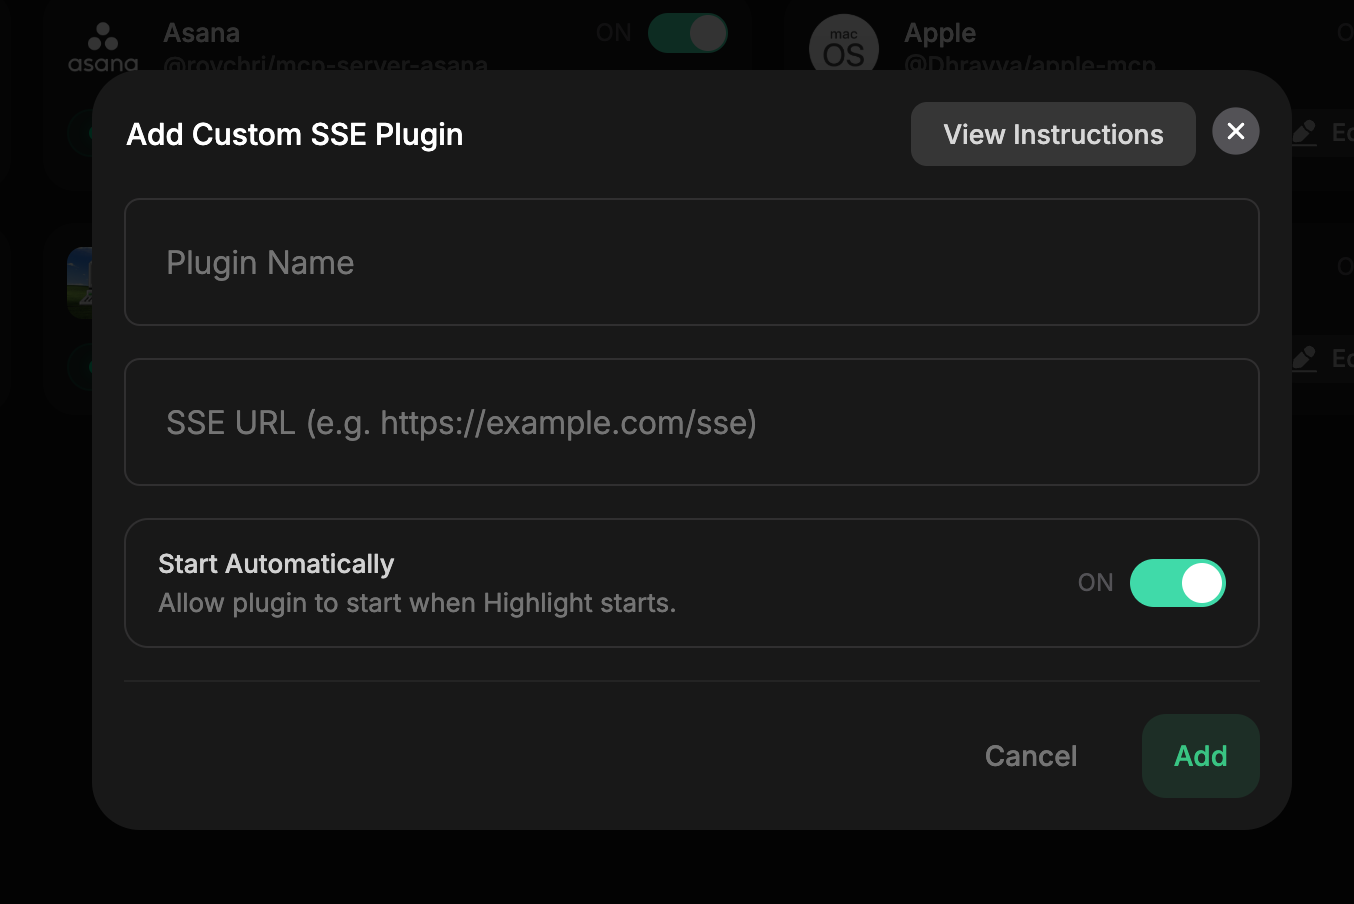 Asana
ON
asana
@roychri/mcp-server-asana
mac
OS
Apple
@Dhravya/apple-mcp
Add Custom SSE Plugin
View Instructions
Plugin Name
SSE URL (e.g. https://example.com/sse)
Start Automatically
Allow plugin to start when Highlight starts.
ON
Cancel
Add